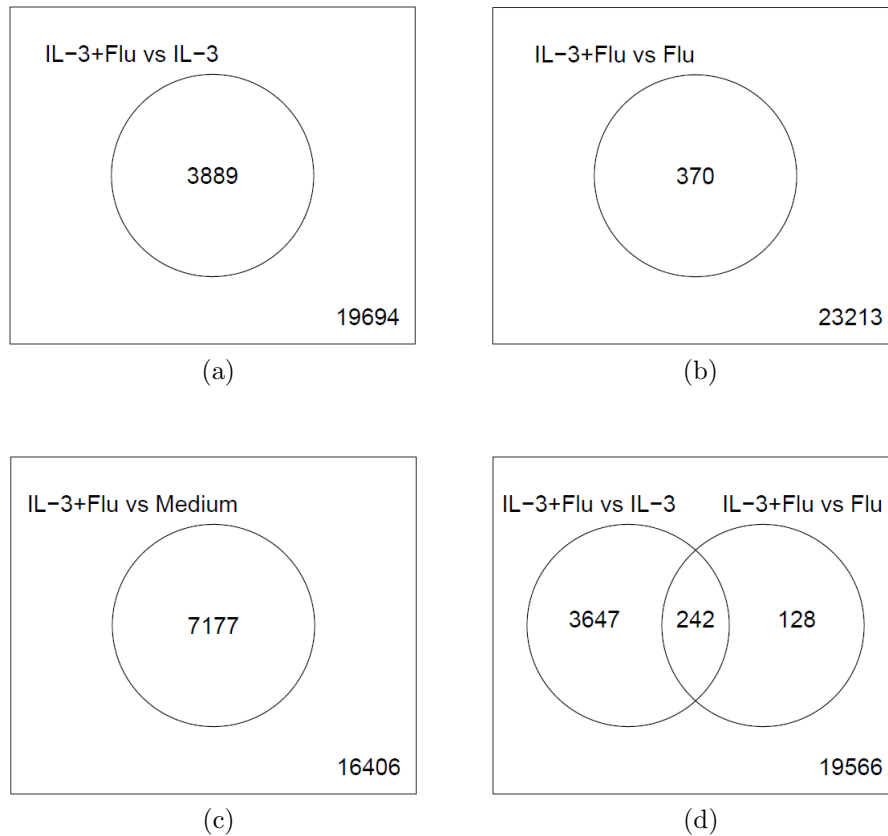 IL−3+Flu vs IL−3
3889
19694
(a)
IL−3+Flu vs Flu
370
23213
(b)
IL−3+Flu vs Medium
7177
16406
(c)
IL−3+Flu vs IL−3 IL−3+Flu vs Flu
3647 242 128
19566
(d)